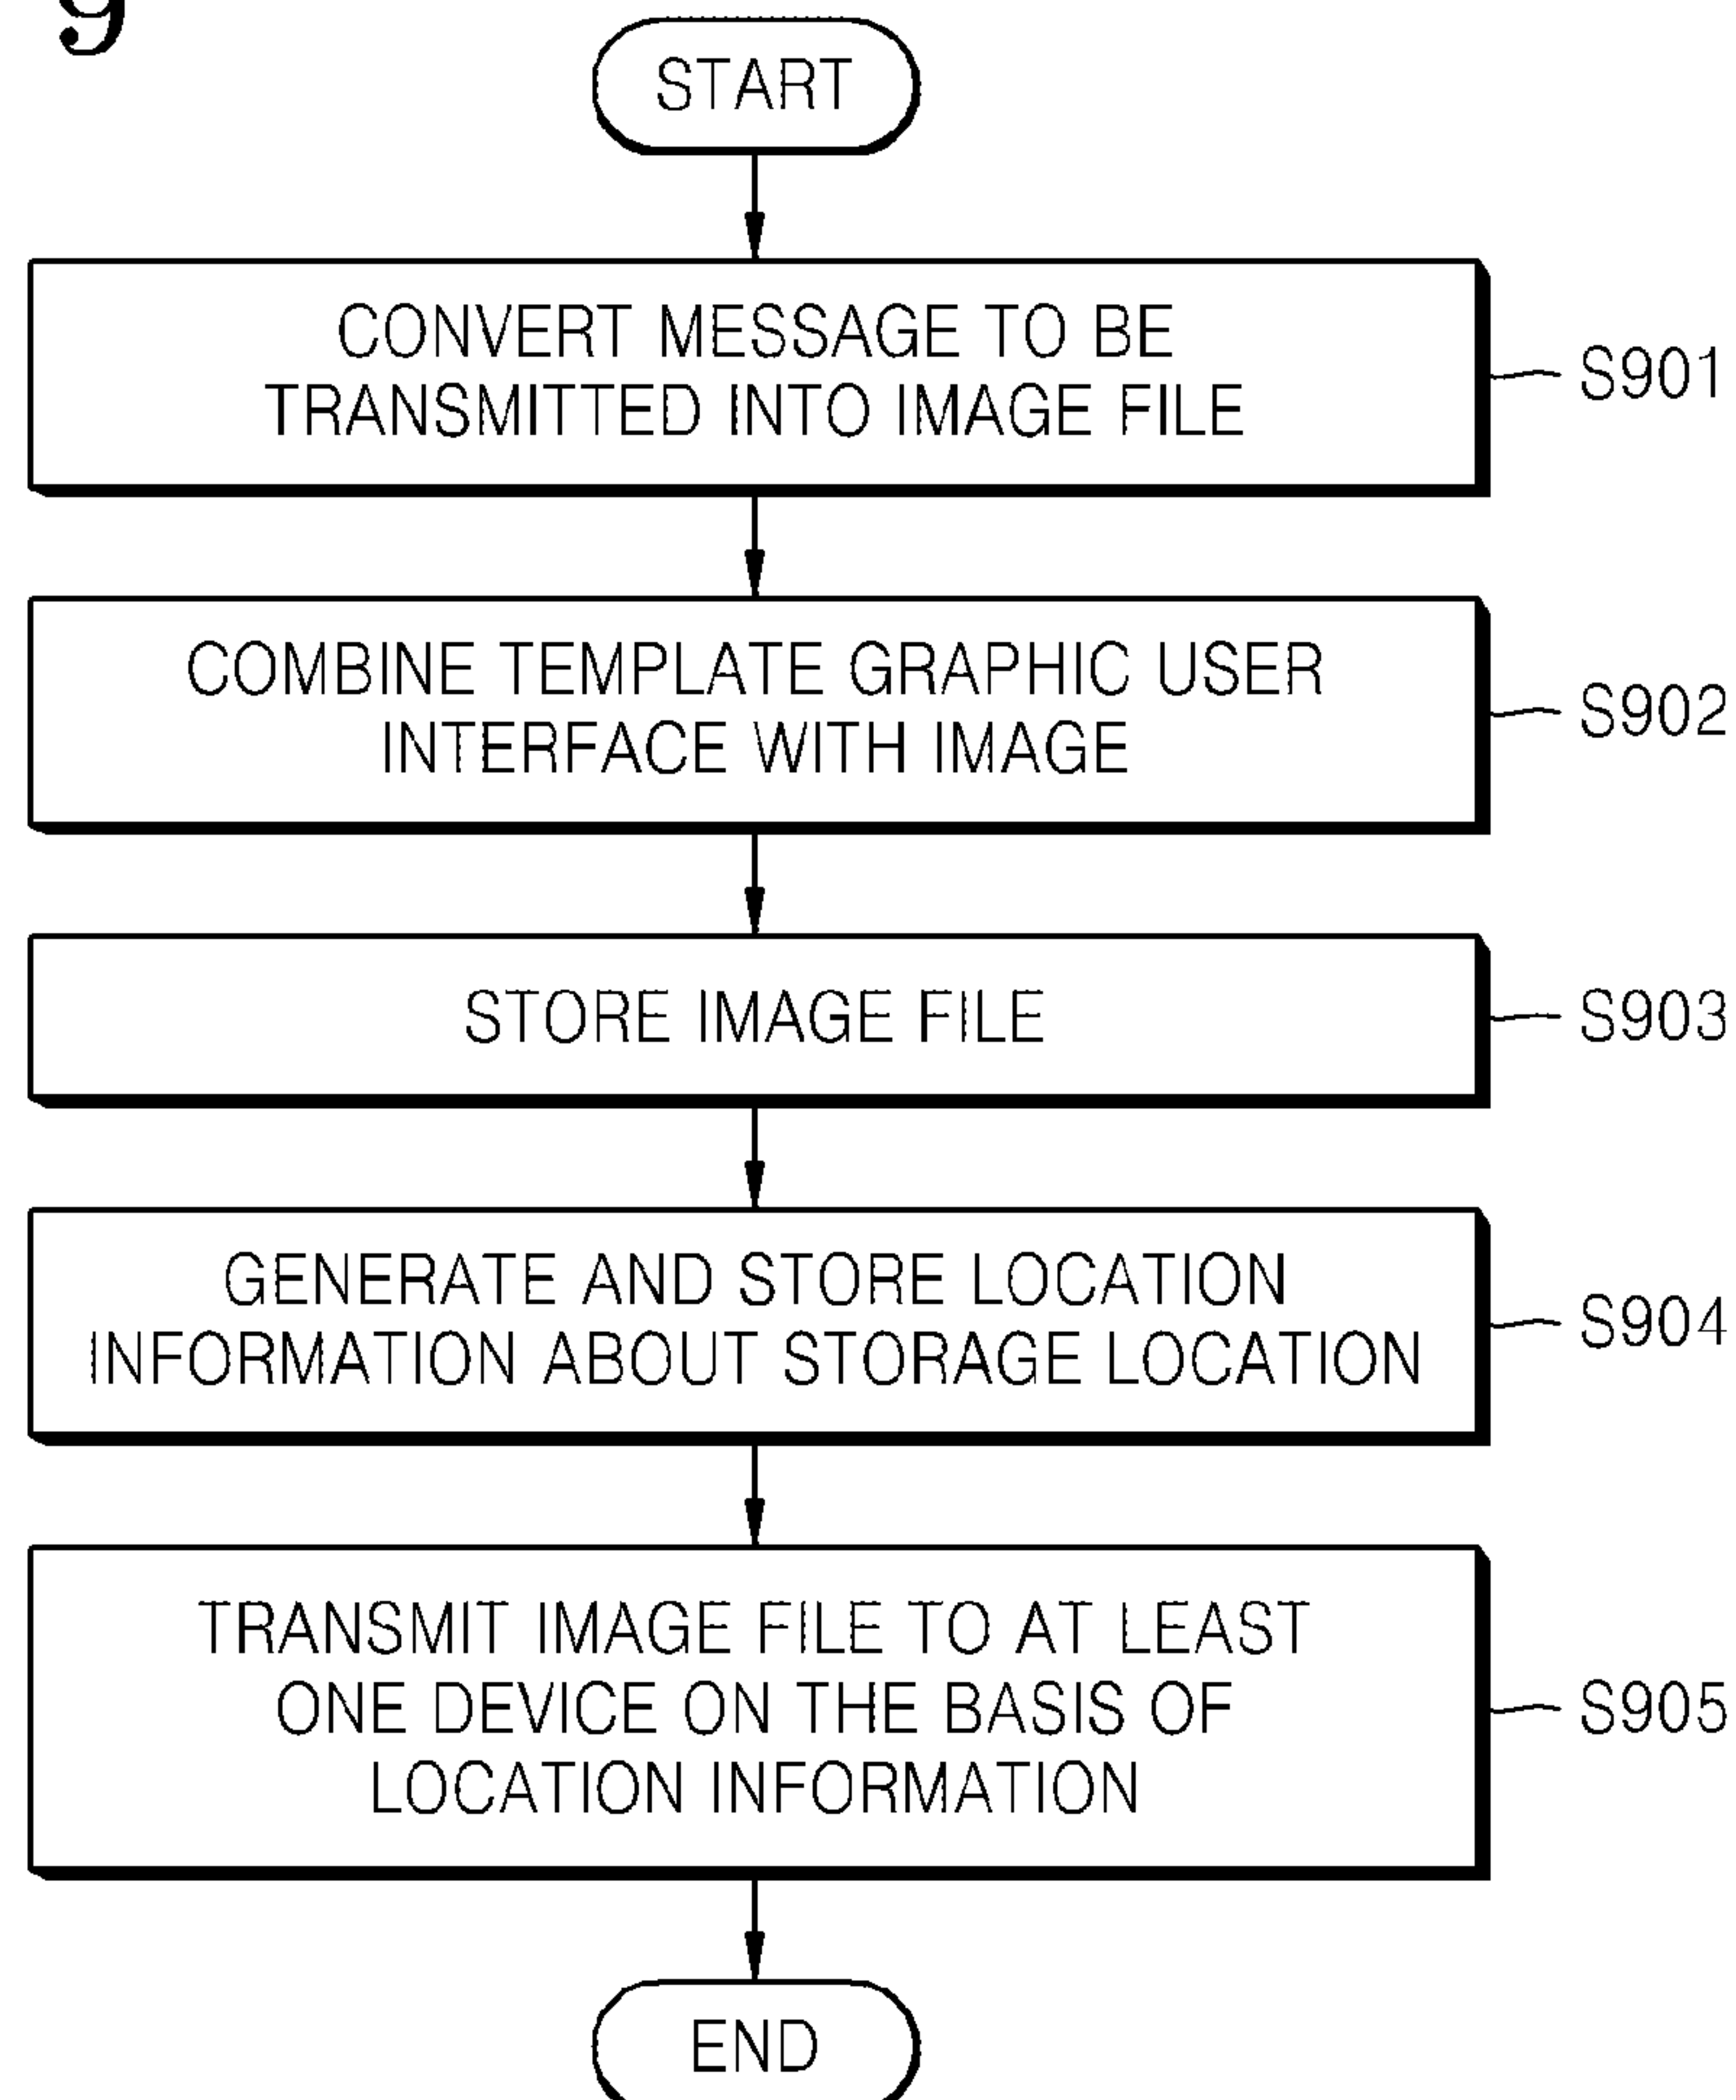 9
START
CONVERT MESSAGE TO BE
TRANSMITTED INTO IMAGE FILE
S901
COMBINE TEMPLATE GRAPHIC USER
INTERFACE WITH IMAGE
S902
STORE IMAGE FILE
S903
GENERATE AND STORE LOCATION
INFORMATION ABOUT STORAGE LOCATION
S904
TRANSMIT IMAGE FILE TO AT LEAST
ONE DEVICE ON THE BASIS OF
LOCATION INFORMATION
S905
END